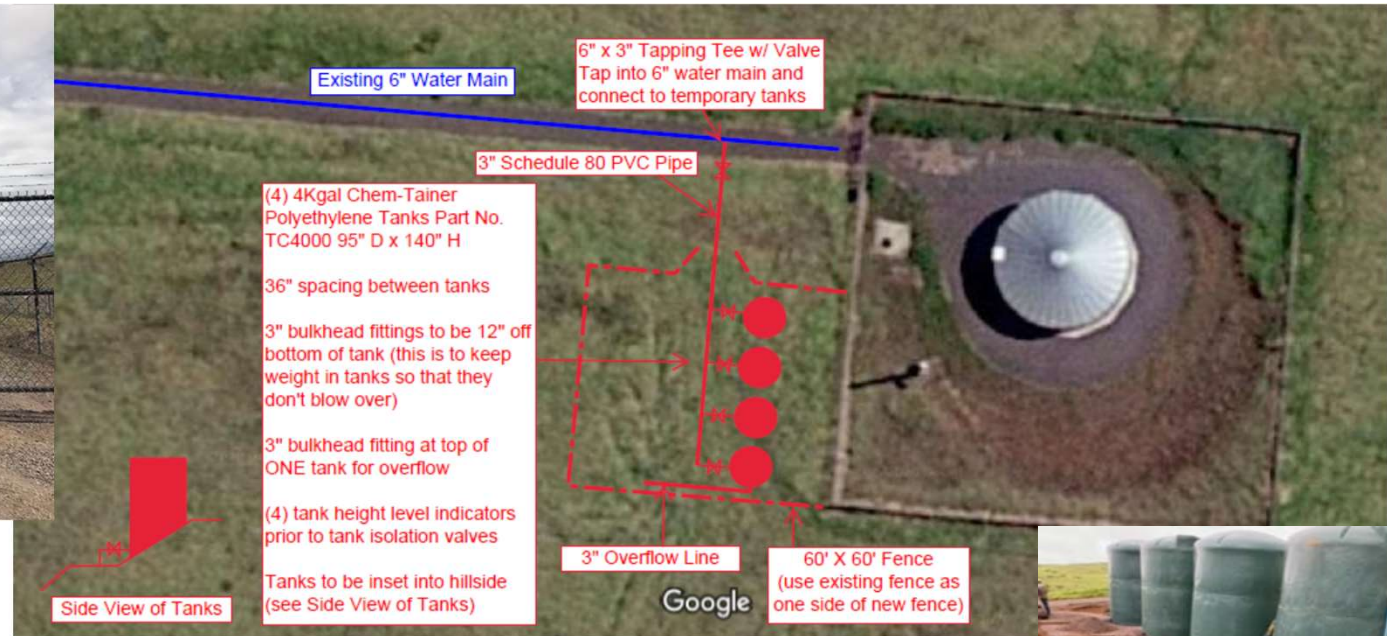 Existing 6" Water Main
6" x 3" Tapping Tee w/ Valve
Tap into 6" water main and
connect to temporary tanks
3" Schedule 80 PVC Pipe
(4) 4Kgal Chem-Tainer
Polyethylene Tanks Part No.
TC4000 95" D x 140" H
36" spacing between tanks
3" bulkhead fittings to be 12" off
bottom of tank (this is to keep
weight in tanks so that they
don't blow over)
3" bulkhead fitting at top of
ONE tank for overflow
(4) tank height level indicators
prior to tank isolation valves
Tanks to be inset into hillside
(see Side View of Tanks)
Side View of Tanks
3" Overflow Line
60' X 60' Fence
(use existing fence as
one side of new fence)
Google